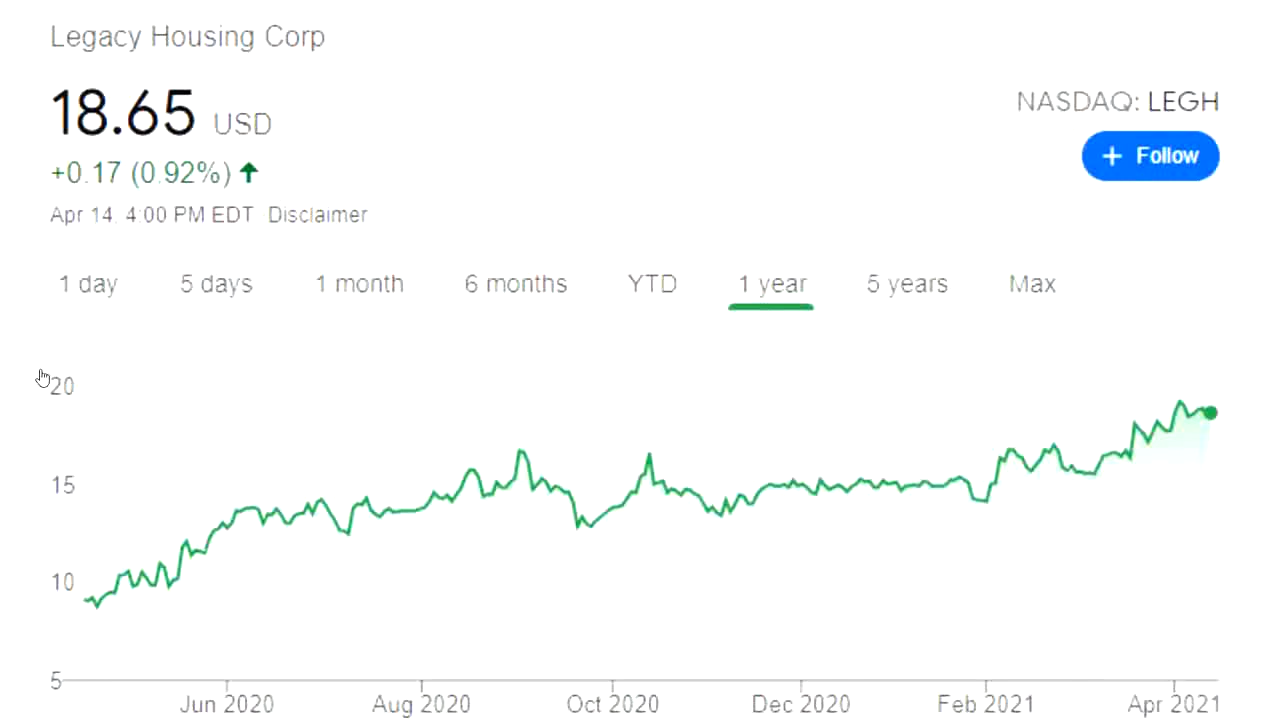 Legacy Housing Corp
18.65 USD
NASDAQ: LEGH
+ Follow
+0.17 (0.92%)
Apr 14, 4:00 PM EDT Disclaimer
1 day 5 days 1 month 6 months YTD 1 year 5 years Max
20
15
10
5
Jun 2020 Aug 2020 Oct 2020 Dec 2020 Feb 2021 Apr 2021